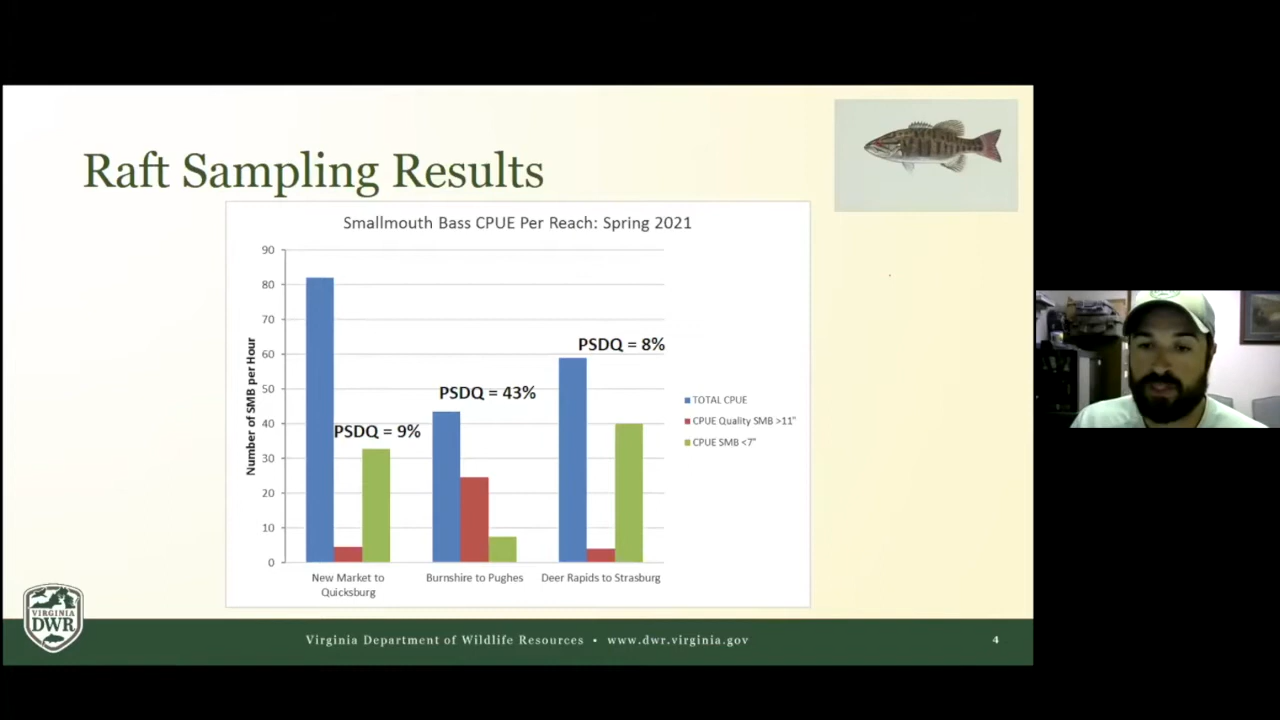 Raft Sampling Results
Smallmouth Bass CPUE Per Reach: Spring 2021
90
80
70
60
50
40
30
20
10
0
Number of SMB per Hour
PSDQ = 9%
PSDQ = 43%
PSDQ = 8%
New Market to
Quicksburg
Burnshire to Pughes
Deer Rapids to Strasburg
TOTAL CPUE
CPUE Quality SMB >11"
CPUE SMB <7"
VIRGINIA
DWR
Virginia Department of Wildlife Resources • www.dwr.virginia.gov
4